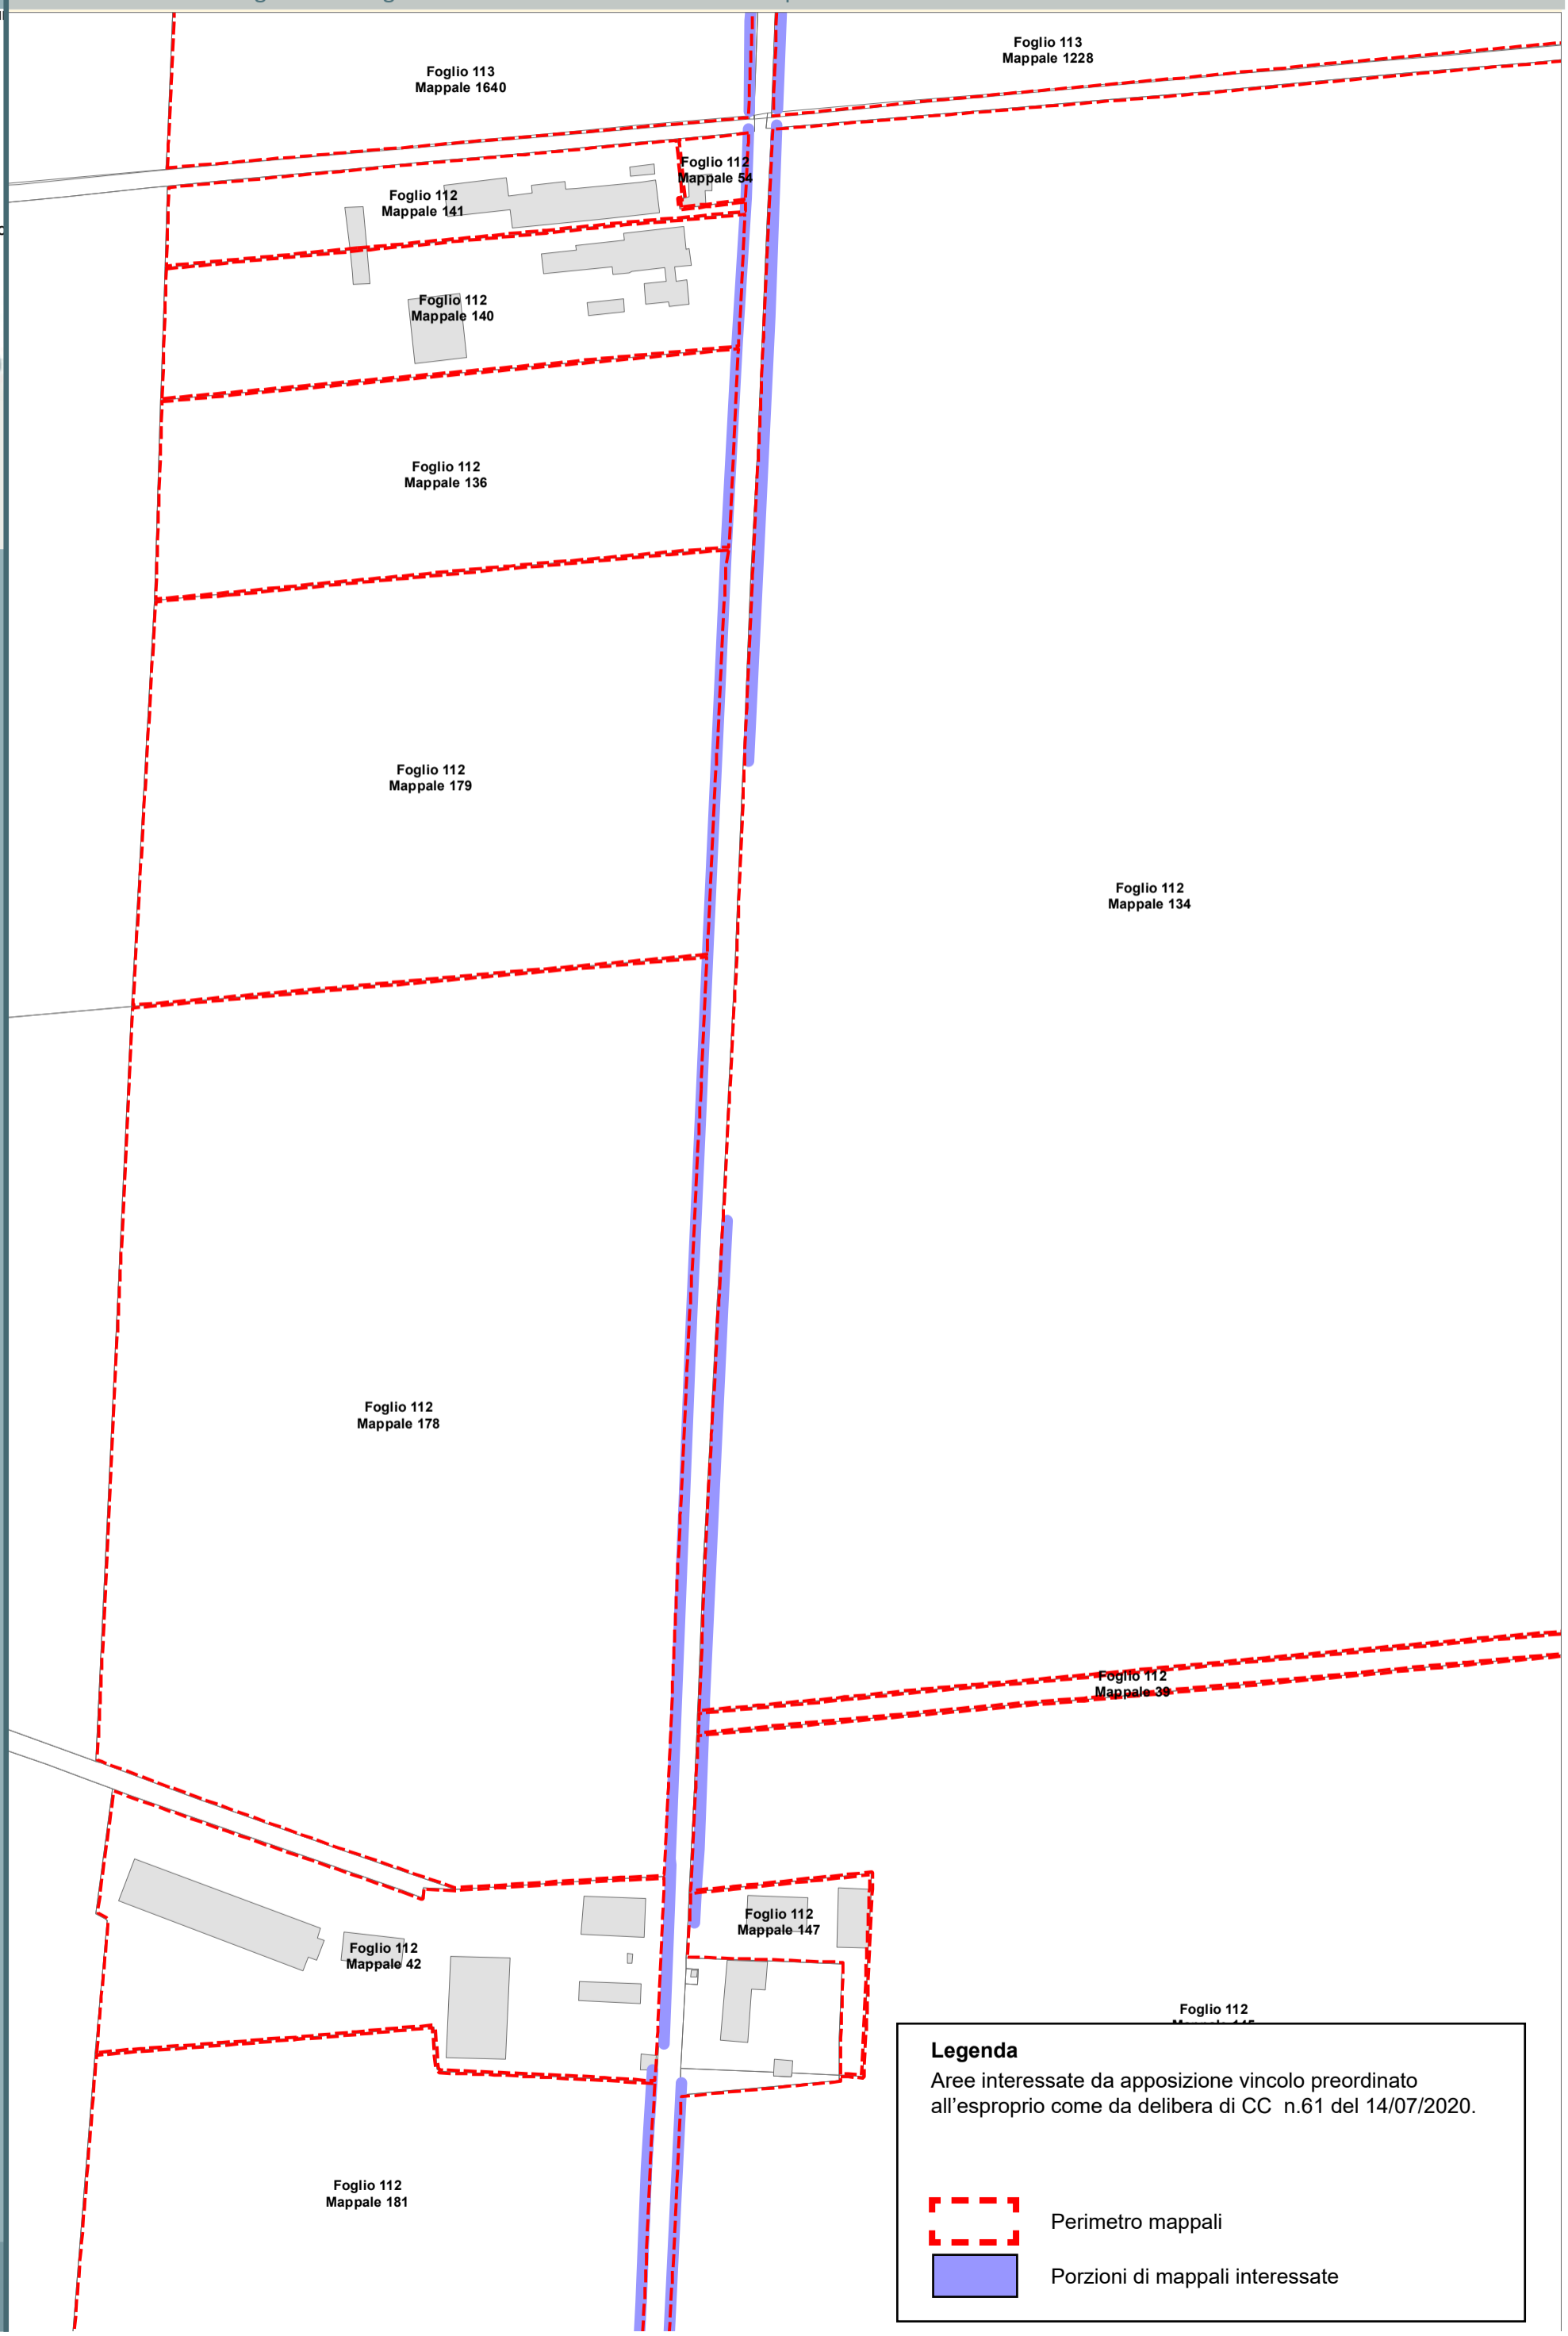 Foglio 113
Mappale 1228
Foglio 113
Mappale 1640
Foglio 112
Mappale 54
Foglio 112
Mappale 141
Foglio 112
Mappale 140
Foglio 112
Mappale 136
Foglio 112
Mappale 179
Foglio 112
Mappale 134
Foglio 112
Mappale 178
Foglio 112
Mappale 39
Foglio 112
Mappale 147
Foglio 112
Mappale 42
Foglio 112
Foglio 112
Mappale 181
Legenda
Aree interessate da apposizione vincolo preordinato
all’esproprio come da delibera di CC n.61 del 14/07/2020.
Perimetro mappali
Porzioni di mappali interessate